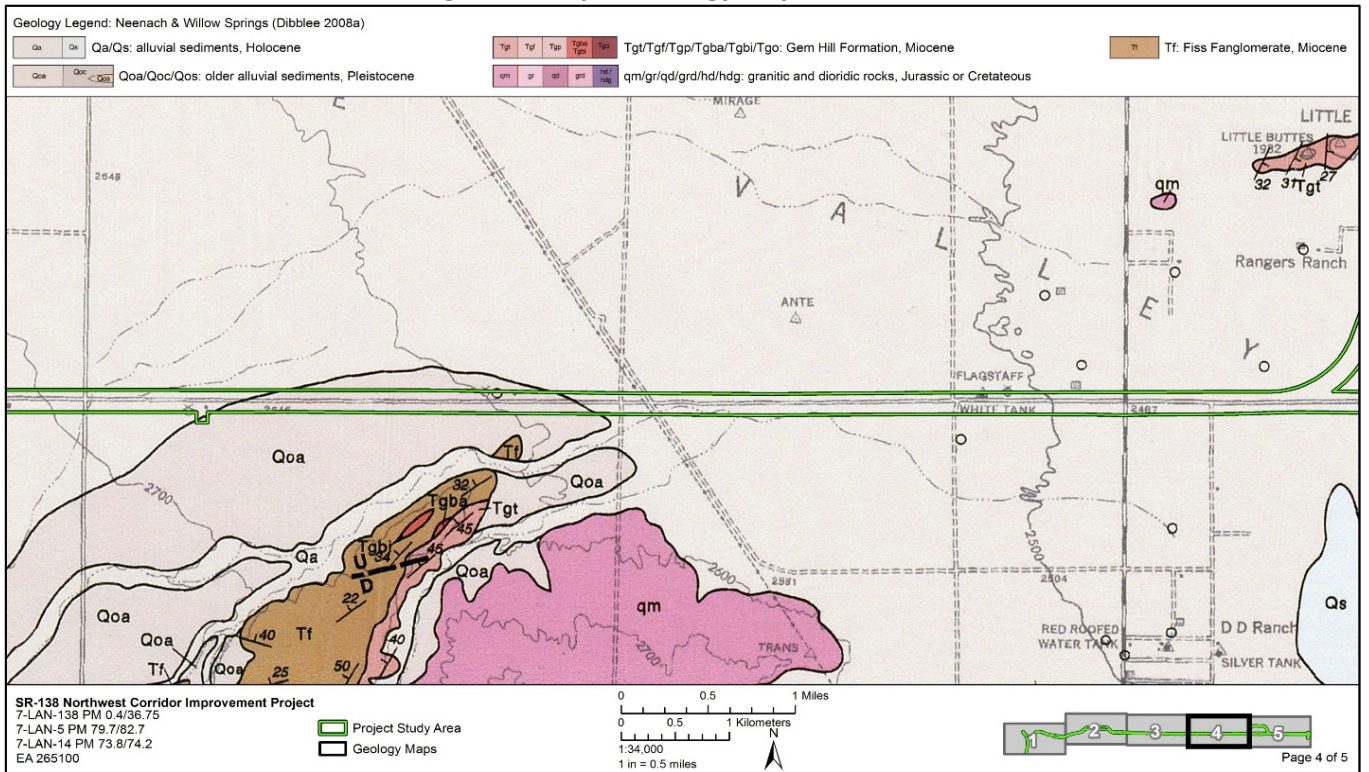 Geology Legend: Neenach & Willow Springs (Dibblee 2008a)
Qa Qs Qa/Qs: alluvial sediments, Holocene
Tgt Tgf Tgp Tgba Tgbi Tgo Tgt/Tgf/Tgp/Tgba/Tgbi/Tgo: Gem Hill Formation, Miocene
Tf Tf: Fiss Fanglomerate, Miocene
Qoa Qoc Qos Qoa/Qoc/Qos: older alluvial sediments, Pleistocene
qm gr qd grd hd/hdg qm/gr/qd/grd/hd/hdg: granitic and dioridic rocks, Jurassic or Cretaceous
MIRAGE
LITTLE
LITTLE BUTTES
1932
2648
32 31 Tgt 27
qm
V A L L E Y
Rangers Ranch
ANTE
FLAGSTAFF
WHITE TANK
2487
Qoa
Tf
2700
32
Qoa
Tgba
Tgt
45
Tgbi
34
45
U
D
Qa
Qoa
2600
2581
2500
2504
22
qm
Qs
Qoa
Tf
40
Qoa
40
RED ROOFED
WATER TANK
D D Ranch
2700
TRANS
SILVER TANK
Tf
Qoa
25
50
SR-138 Northwest Corridor Improvement Project
7-LAN-138 PM 0.4/36.75
7-LAN-5 PM 79.7/82.7
7-LAN-14 PM 73.8/74.2
EA 265100
Project Study Area
Geology Maps
0 0.5 1 Miles
0 0.5 1 Kilometers
1:34,000
1 in = 0.5 miles
N
1 2 3 4 5
Page 4 of 5